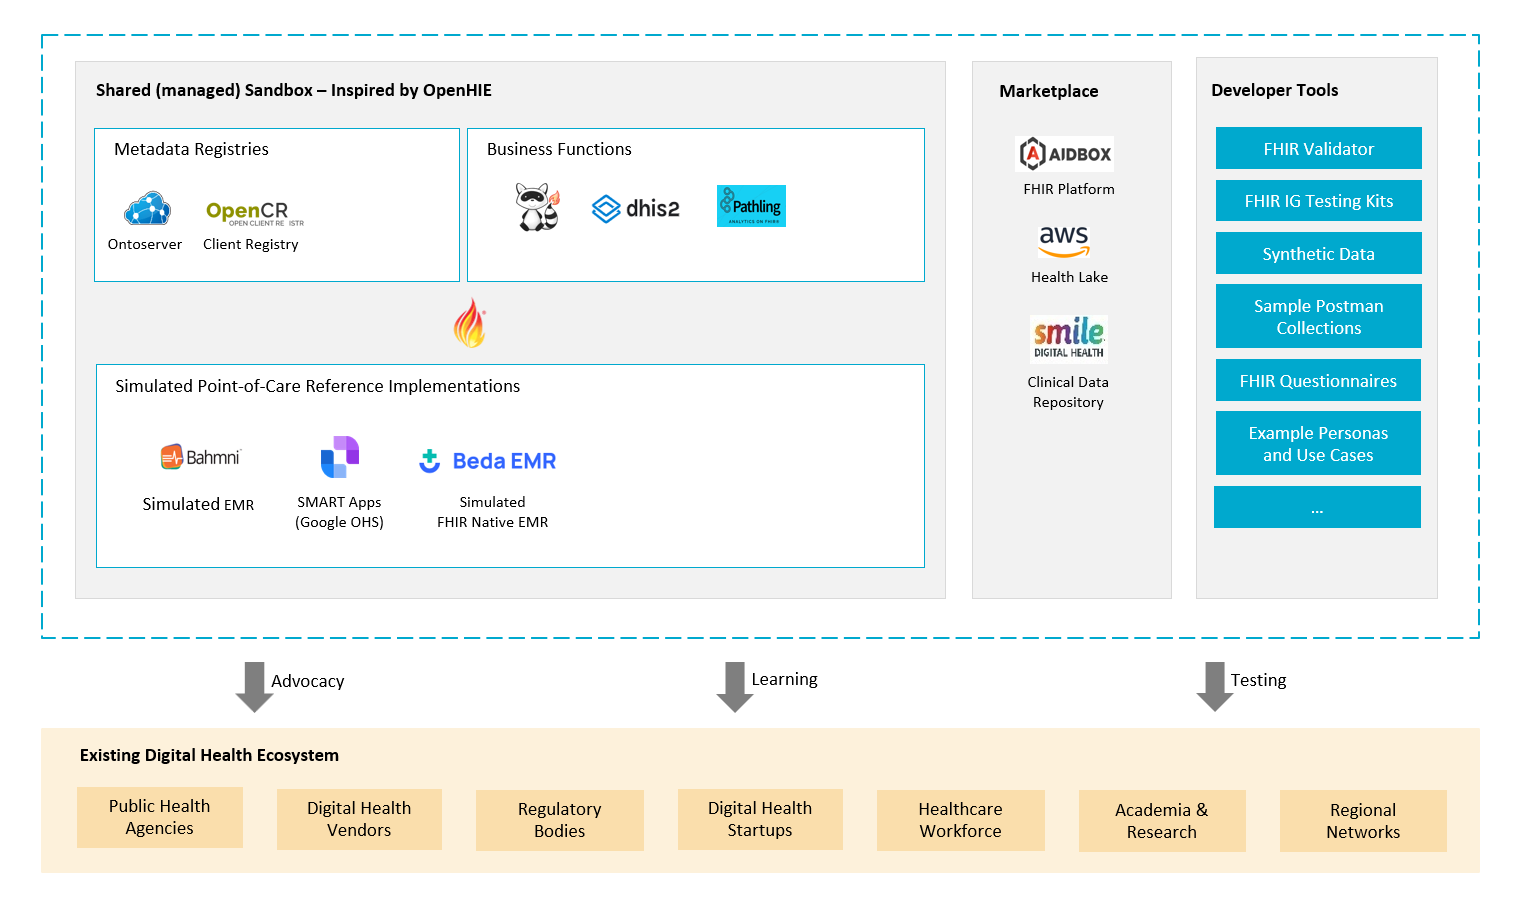 Shared (managed) Sandbox – Inspired by OpenHIE
Metadata Registries
OpenCR
OPEN CLIENT RE ISTR
Ontoserver
Client Registry
Business Functions
dhis2
Pathling
ANALYTICS ON FHIR®
Simulated Point-of-Care Reference Implementations
Bahmni
Simulated EMR
SMART Apps
(Google OHS)
Beda EMR
Simulated
FHIR Native EMR
Marketplace
AIDBOX
FHIR Platform
aws
Health Lake
smile
DIGITAL HEALTH
Clinical Data
Repository
Developer Tools
FHIR Validator
FHIR IG Testing Kits
Synthetic Data
Sample Postman
Collections
FHIR Questionnaires
Example Personas
and Use Cases
...
Advocacy
Learning
Testing
Existing Digital Health Ecosystem
Public Health
Agencies
Digital Health
Vendors
Regulatory
Bodies
Digital Health
Startups
Healthcare
Workforce
Academia &
Research
Regional
Networks